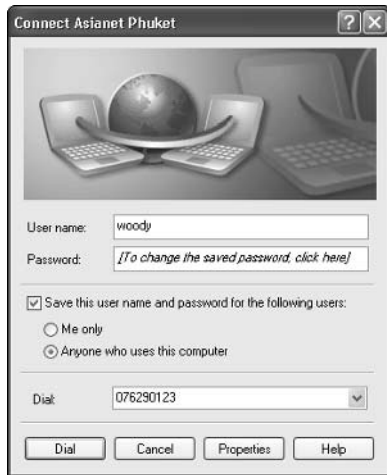 Connect Asianet Phuket
User name: woody
Password: [To change the saved password, click here]
Save this user name and password for the following users:
Me only
Anyone who uses this computer
Dial: 076290123
Dial Cancel Properties Help